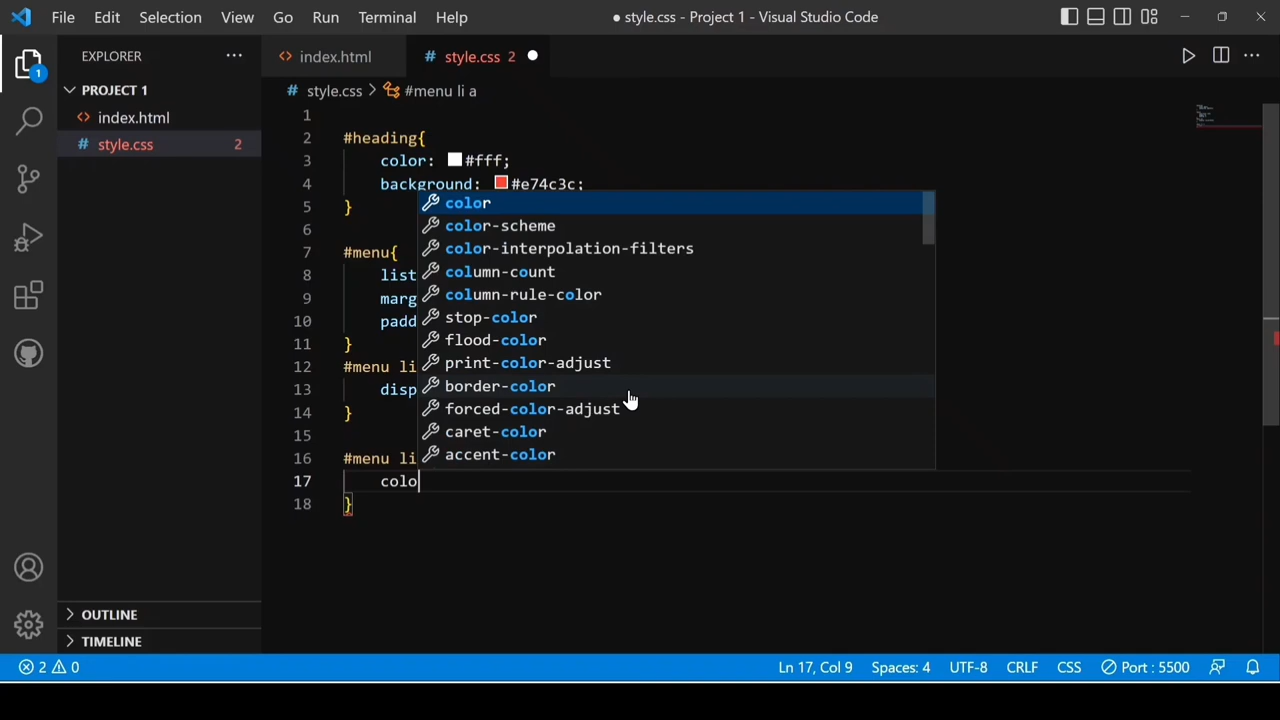 File Edit Selection View Go Run Terminal Help ● style.css - Project 1 - Visual Studio Code
EXPLORER ··· <> index.html # style.css 2
1
PROJECT 1
# style.css > #menu li a
<> index.html
# style.css 2
1
2 #heading{
3 color: #fff;
4 background: #e74c3c;
5 }
6
7 #menu{
8 list
9 marg
10 padd
11 }
12 #menu li
13 disp
14 }
15
16 #menu li
17 colo
18 }
color
color-scheme
color-interpolation-filters
column-count
column-rule-color
stop-color
flood-color
print-color-adjust
border-color
forced-color-adjust
caret-color
accent-color
OUTLINE
TIMELINE
2 0 Ln 17, Col 9 Spaces: 4 UTF-8 CRLF CSS Port : 5500